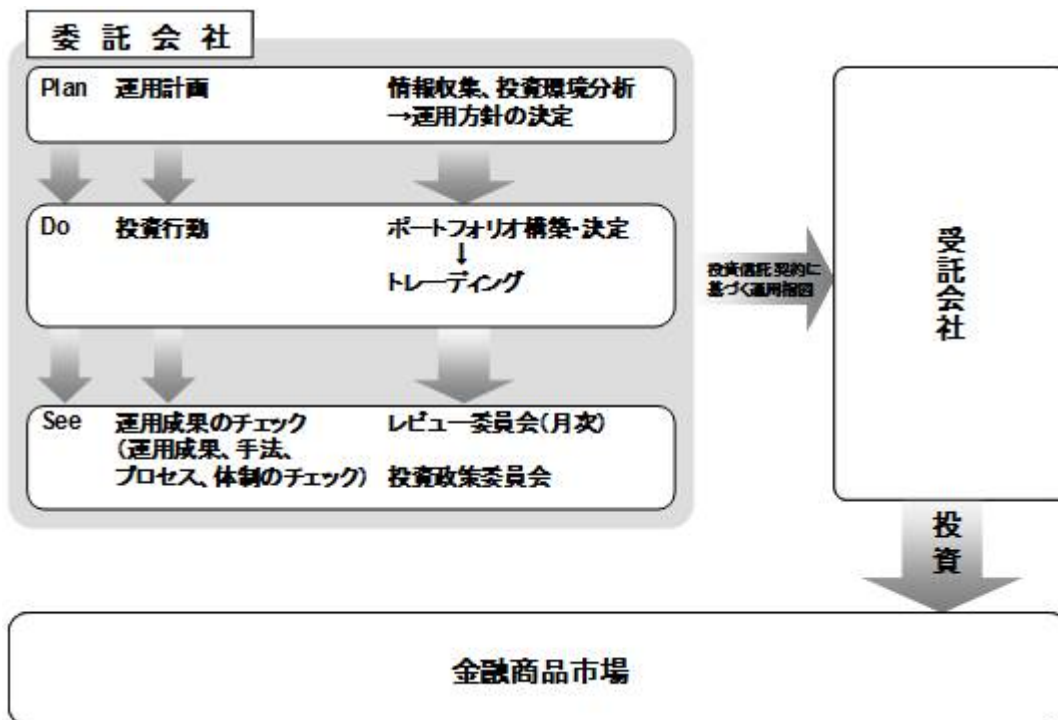 委託会社
Plan 運用計画 情報収集、投資環境分析
→運用方針の決定
Do 投資行動 ポートフォリオ構築・決定
↓
トレーディング
See 運用成果のチェック レビュー委員会(月次)
(運用成果、手法、
プロセス、体制のチェック) 投資政策委員会
投資信託契約に
基づく運用指図
受託会社
投資
金融商品市場